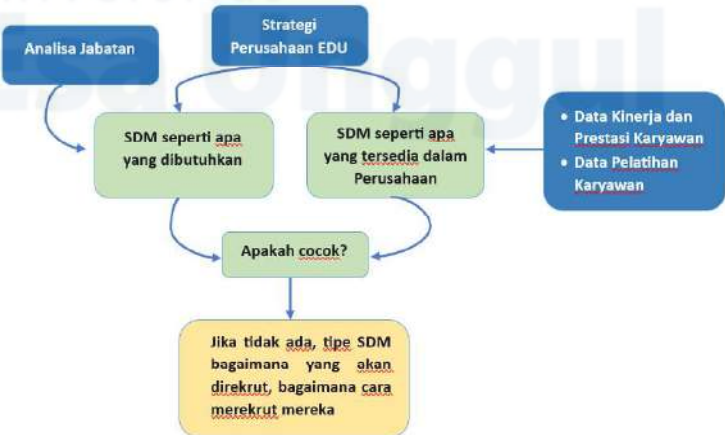 Esa Unggul
Strategi
Perusahaan EDU
Analisa Jabatan
SDM seperti apa
yang dibutuhkan
SDM seperti apa
yang tersedia dalam
Perusahaan
• Data Kinerja dan
Prestasi Karyawan
• Data Pelatihan
Karyawan
Apakah cocok?
Jika tidak ada, tipe SDM
bagaimana yang akan
direkrut, bagaimana cara
merekrut mereka